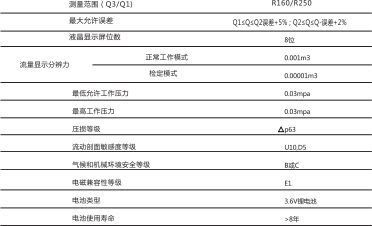 测量范围（Q3/Q1） R160/R250
最大允许误差 Q1≤Q≤Q2误差+5%；Q2≤Q≤Q-误差+2%
液晶显示屏位数 8位
流量显示分辨力 正常工作模式 0.001m3
检定模式 0.00001m3
最低允许工作压力 0.03mpa
最高工作压力 0.03mpa
压损等级 △p63
流动剖面敏感度等级 U10,D5
气候和机械环境安全等级 B或C
电磁兼容性等级 E1
电池类型 3.6V锂电池
电池使用寿命 >8年